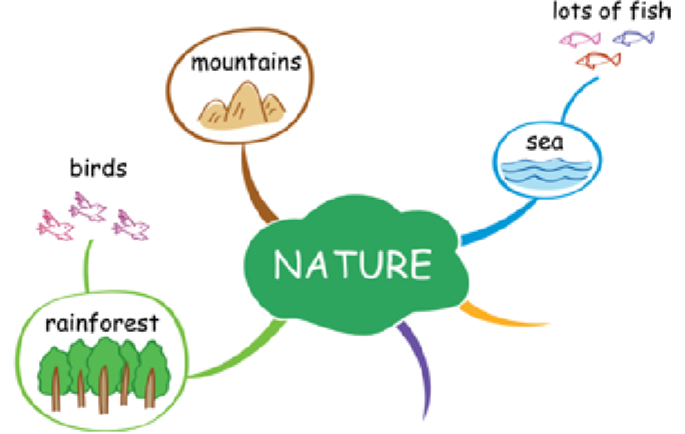 lots of fish
mountains
sea
birds
NATURE
rainforest